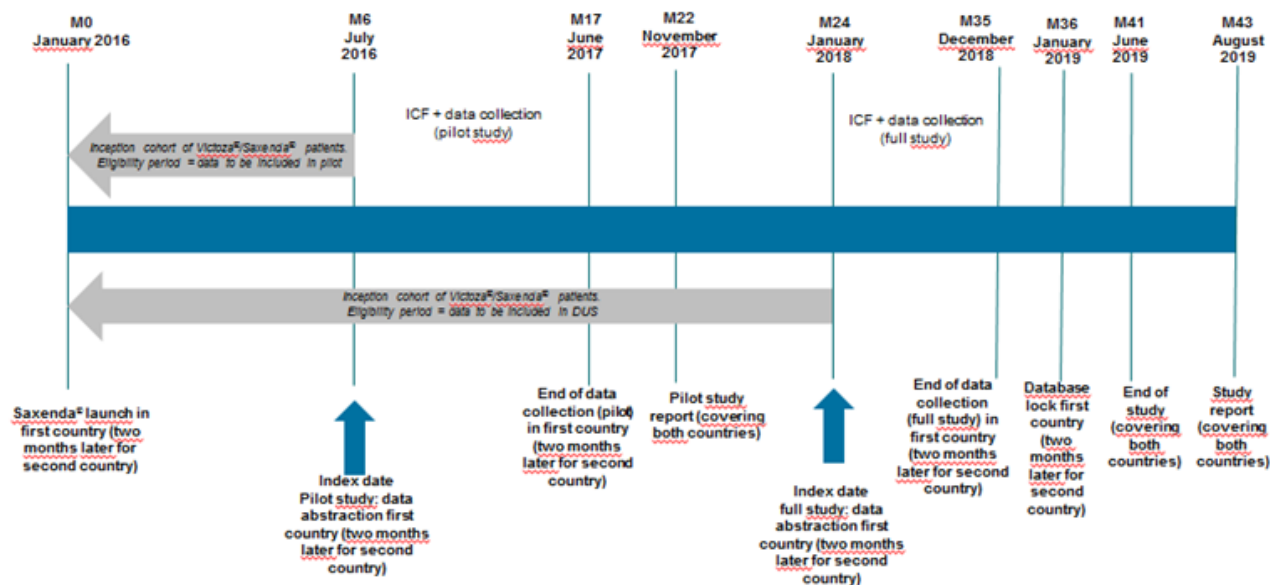 M0
January 2016
M6
July
2016
M17
June
2017
M22
November
2017
M24
January
2018
M35
December
2018
M36
January
2019
M41
June
2019
M43
August
2019
ICF + data collection
(pilot study)
ICF + data collection
(full study)
Inception cohort of Victoza®/Saxenda® patients.
Eligibility period = data to be included in pilot
Inception cohort of Victoza®/Saxenda® patients.
Eligibility period = data to be included in DUS
Saxenda® launch in
first country (two
months later for
second country)
Index date
Pilot study: data
abstraction first
country (two months
later for second
country)
End of data
collection (pilot)
in first country
(two months
later for second
country)
Pilot study
report (covering
both countries)
Index date
full study: data
abstraction first
country (two months
later for second
country)
End of data
collection
(full study) in
first country
(two months
later for second
country)
Database
lock first
country
(two
months
later for
second
country)
End of
study
(covering
both
countries)
Study
report
(covering
both
countries)